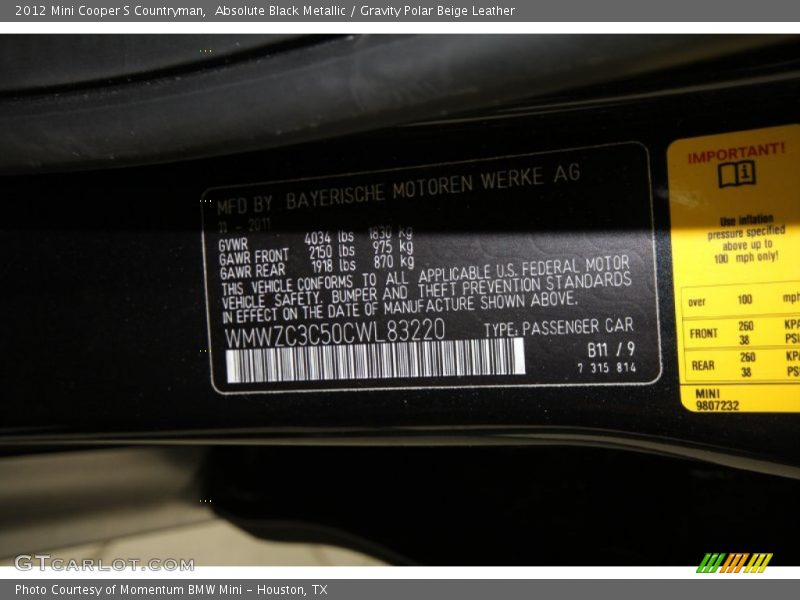 2012 Mini Cooper S Countryman,  Absolute Black Metallic / Gravity Polar Beige Leather
MFD BY BAYERISCHE MOTOREN WERKE AG
11 - 2011
GVWR 4034 lbs 1830 kg
GAWR FRONT 2150 lbs 975 kg
GAWR REAR 1918 lbs 870 kg
THIS VEHICLE CONFORMS TO ALL APPLICABLE U.S. FEDERAL MOTOR
VEHICLE SAFETY, BUMPER AND THEFT PREVENTION STANDARDS
IN EFFECT ON THE DATE OF MANUFACTURE SHOWN ABOVE.
WMWZC3C50CWL83220 TYPE: PASSENGER CAR
B11 / 9
7 315 814
IMPORTANT!
Use inflation
pressure specified
above up to
100 mph only!
over 100 mph
FRONT 260 KPA
38 PSI
REAR 260 KPA
38 PSI
MINI
9807232
GTCARLOT.COM
Photo Courtesy of Momentum BMW Mini - Houston, TX